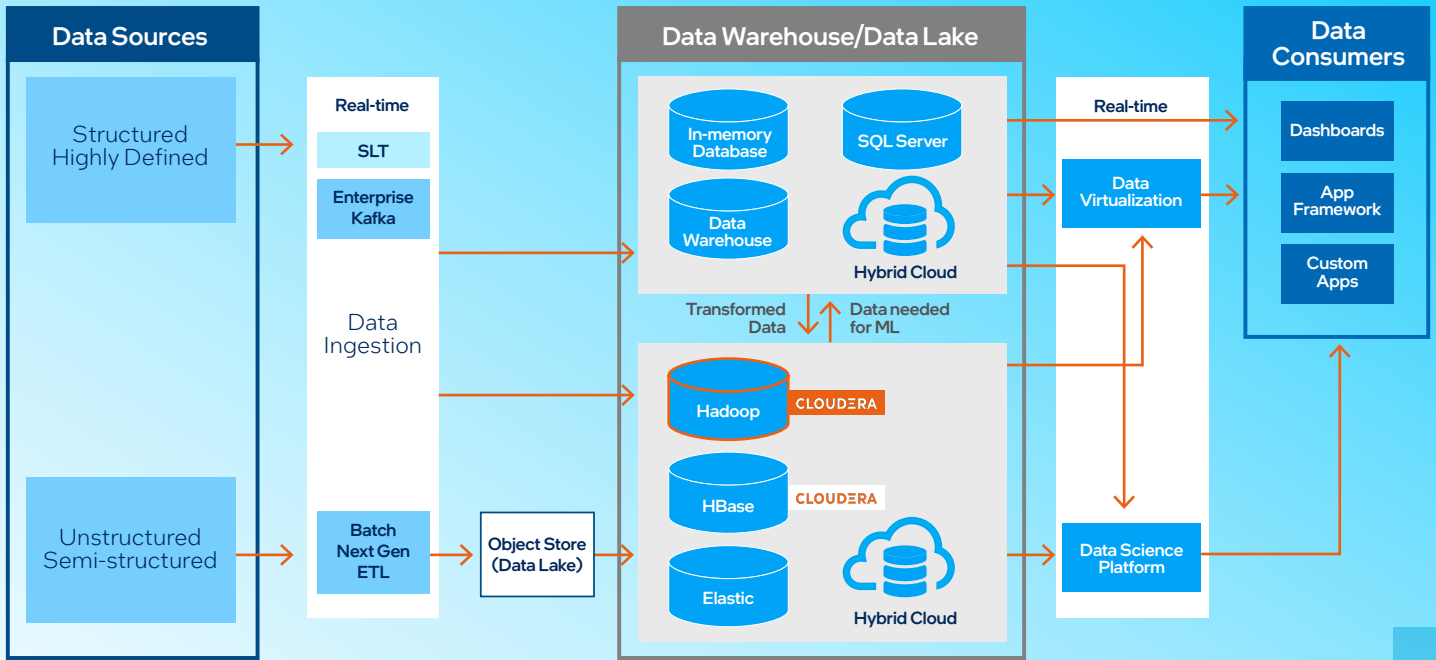 Data Sources
Structured
Highly Defined
Unstructured
Semi-structured
Real-time
SLT
Enterprise
Kafka
Data
Ingestion
Batch
Next Gen
ETL
Object Store
(Data Lake)
Data Warehouse/Data Lake
In-memory
Database
SQL Server
Data
Warehouse
Hybrid Cloud
Transformed
Data
Data needed
for ML
Hadoop
CLOUDERA
HBase
CLOUDERA
Elastic
Hybrid Cloud
Real-time
Data
Virtualization
Data Science
Platform
Data
Consumers
Dashboards
App
Framework
Custom
Apps